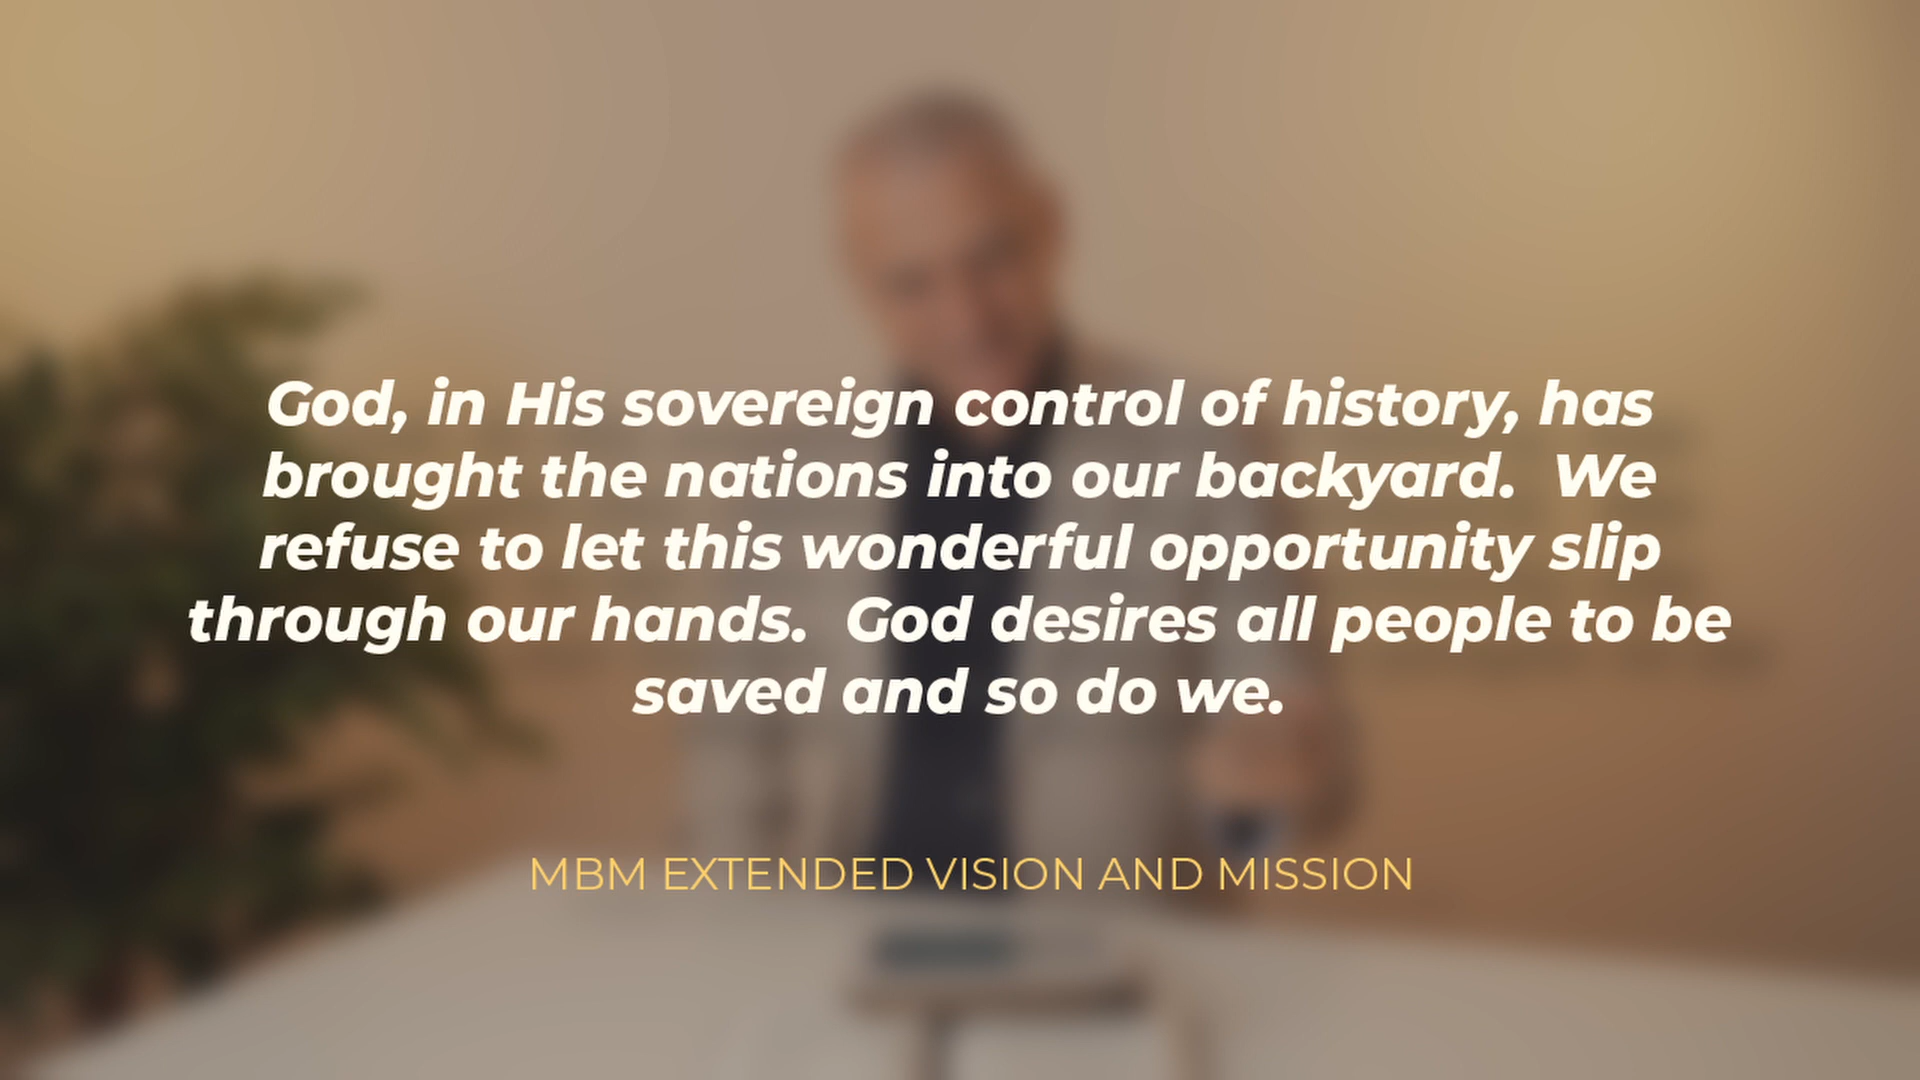 God, in His sovereign control of history, has
brought the nations into our backyard.  We
refuse to let this wonderful opportunity slip
through our hands.  God desires all people to be
saved and so do we.
MBM EXTENDED VISION AND MISSION